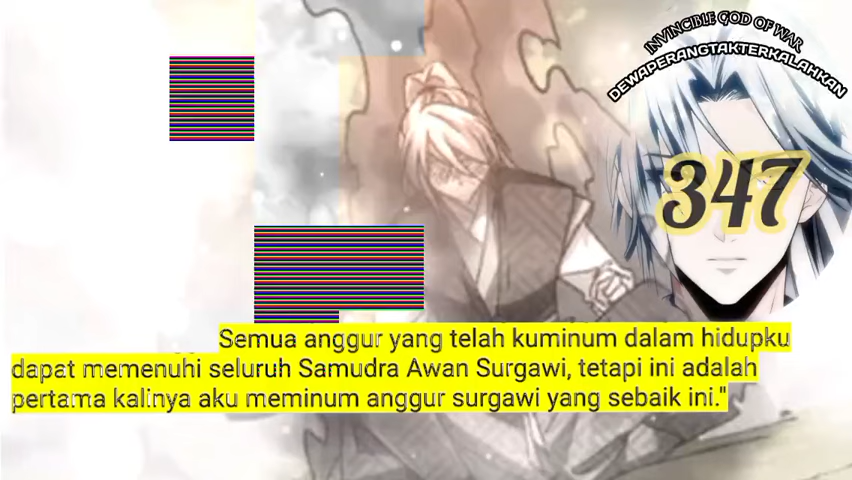 INVINCIBLE GOD OF WAR
DEWAPERANGTAKTERKALAHKAN
347
Semua anggur yang telah kuminum dalam hidupku
dapat memenuhi seluruh Samudra Awan Surgawi, tetapi ini adalah
pertama kalinya aku meminum anggur surgawi yang sebaik ini."